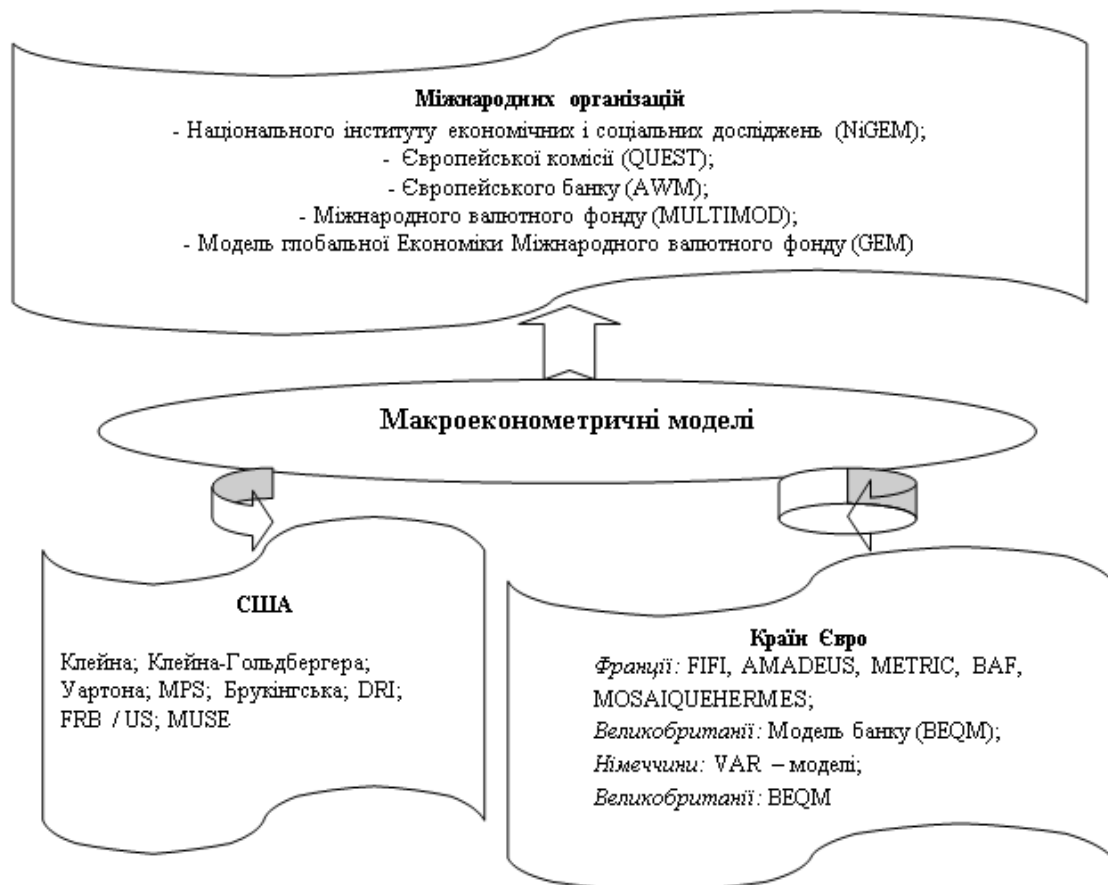 Міжнародних організацій
- Національного інституту економічних і соціальних досліджень (NiGEM);
- Європейської комісії (QUEST);
- Європейського банку (AWM);
- Міжнародного валютного фонду (MULTIMOD);
- Модель глобальної Економіки Міжнародного валютного фонду (GEM)
Макроеконометричні моделі
США
Клейна; Клейна-Гольдбергера;
Уартона; MPS; Брукінгська; DRI;
FRB / US; MUSE
Країн Євро
Франції: FIFI, AMADEUS, METRIC, BAF,
MOSAIQUEHERMES;
Великобританії: Модель банку (BEQM);
Німеччини: VAR – моделі;
Великобританії: BEQM